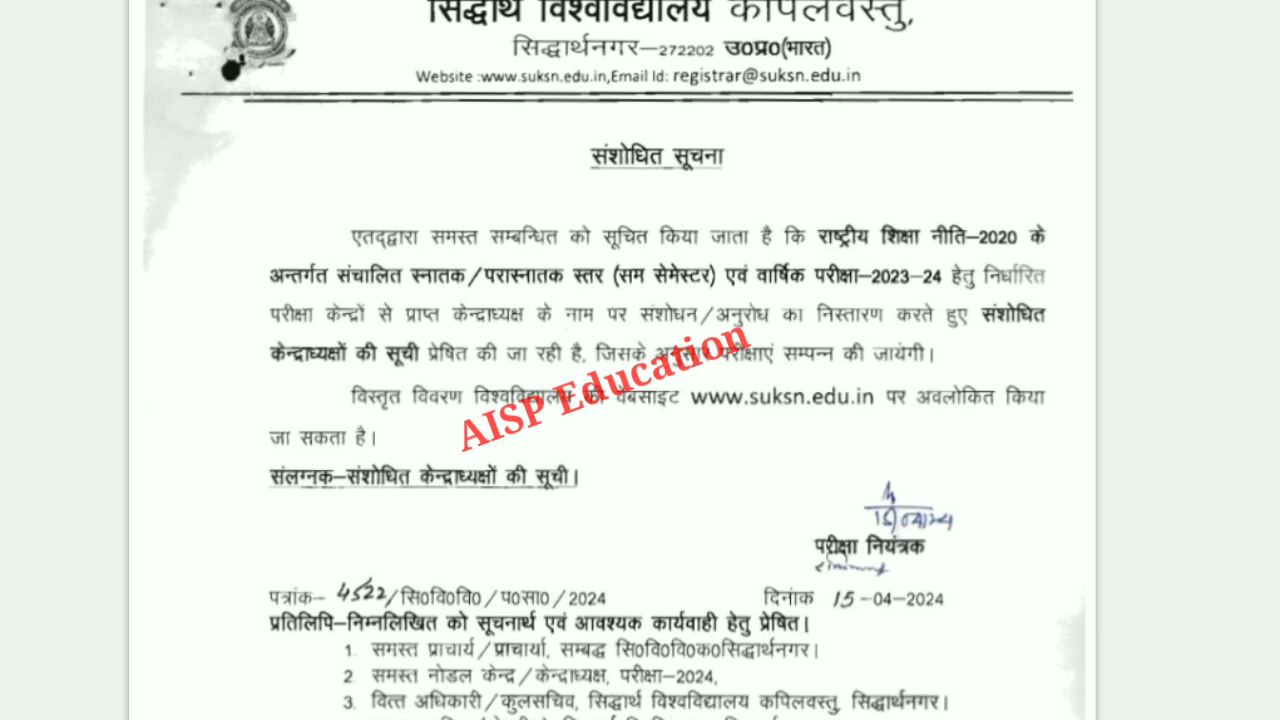 सिद्धार्थ विश्वविद्यालय कपिलवस्तु,
सिद्धार्थनगर–272202 उ0प्र0(भारत)
Website :www.suksn.edu.in,Email Id: registrar@suksn.edu.in
संशोधित सूचना
एतद्द्वारा समस्त सम्बन्धित को सूचित किया जाता है कि राष्ट्रीय शिक्षा नीति–2020 के
अन्तर्गत संचालित स्नातक/परास्नातक स्तर (सम सेमेस्टर) एवं वार्षिक परीक्षा–2023–24 हेतु निर्धारित
परीक्षा केन्द्रों से प्राप्त केन्द्राध्यक्ष के नाम पर संशोधन/अनुरोध का निस्तारण करते हुए संशोधित
केन्द्राध्यक्षों की सूची प्रेषित की जा रही है, जिसके अनुसार परीक्षाएं सम्पन्न की जायेगी।
विस्तृत विवरण विश्वविद्यालय की वेबसाइट www.suksn.edu.in पर अवलोकित किया
जा सकता है।
AISP Education
संलग्नक–संशोधित केन्द्राध्यक्षों की सूची।
15/04/24
परीक्षा नियंत्रक
पत्रांक– 4522/सि0वि0वि0/प0सा0/2024 दिनांक 15-04-2024
प्रतिलिपि–निम्नलिखित को सूचनार्थ एवं आवश्यक कार्यवाही हेतु प्रेषित।
1. समस्त प्राचार्य/प्राचार्या, सम्बद्ध सि0वि0वि0क0सिद्धार्थनगर।
2. समस्त नोडल केन्द्र/केन्द्राध्यक्ष, परीक्षा–2024,
3. वित्त अधिकारी/कुलसचिव, सिद्धार्थ विश्वविद्यालय कपिलवस्तु, सिद्धार्थनगर।